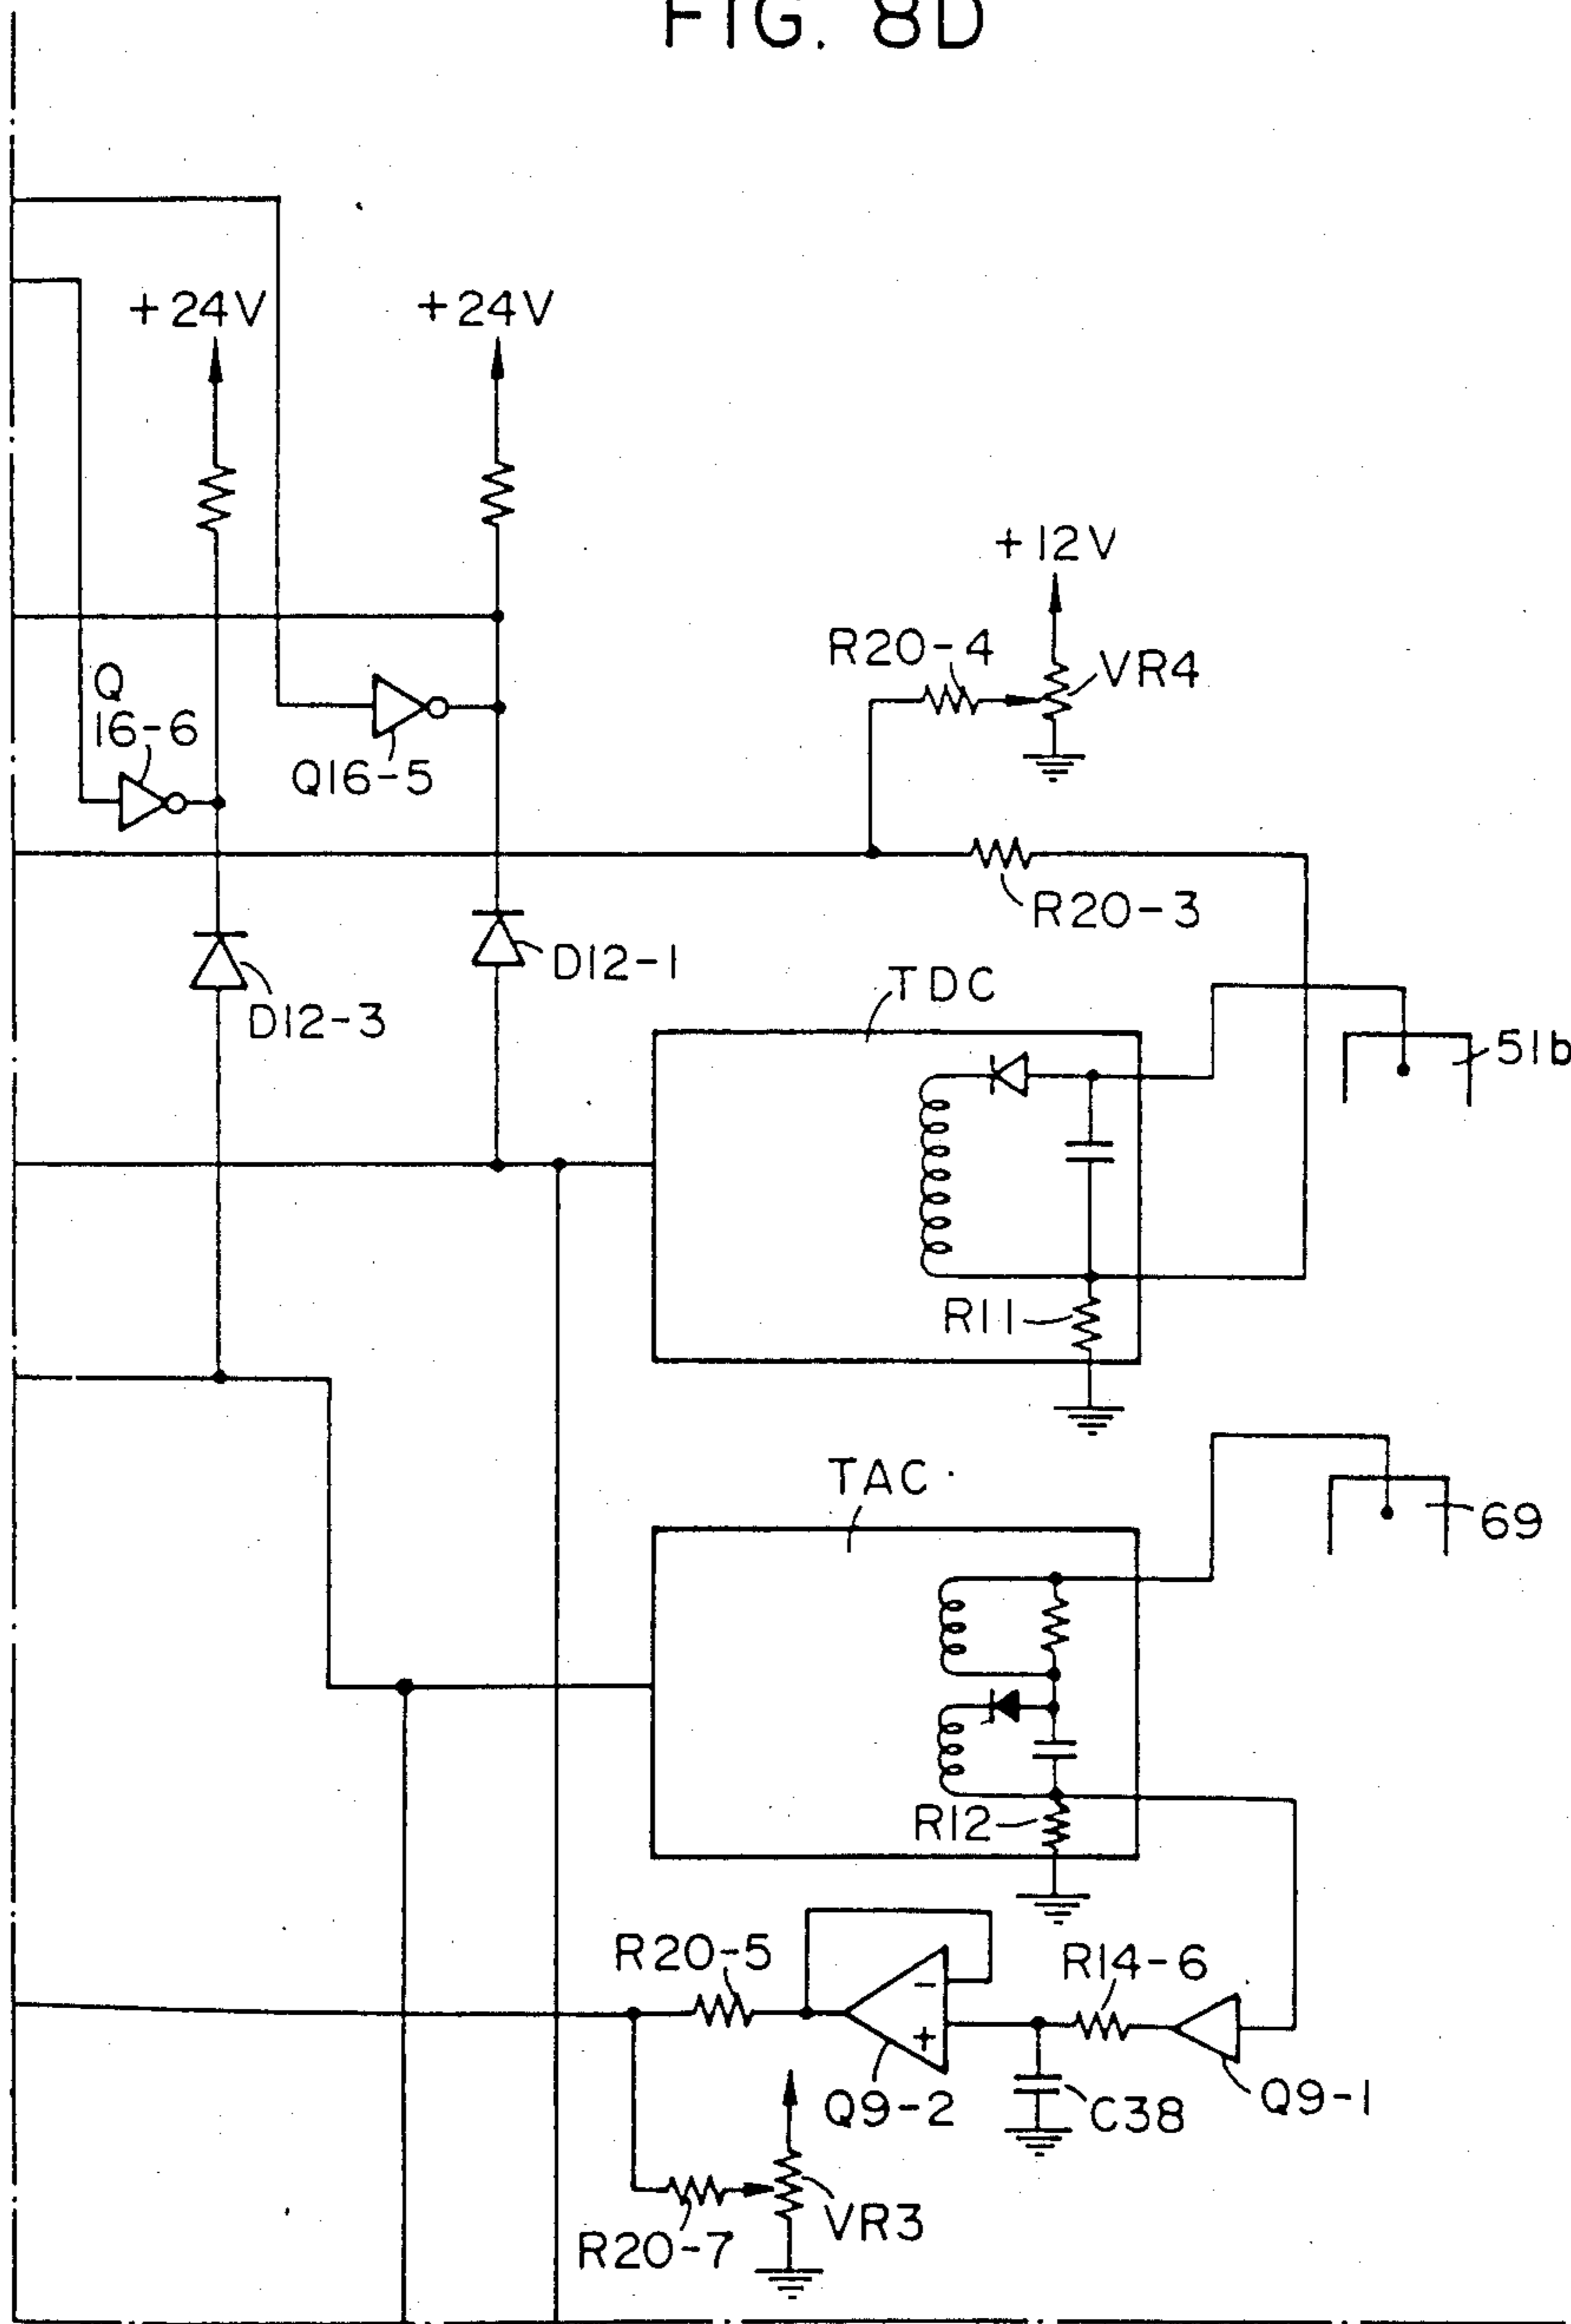 FIG. 8D
+24V
+24V
+12V
R20-4
VR4
Q
16-6
Q16-5
R20-3
D12-1
D12-3
TDC
51b
R11
TAC
69
R12
R20-5
R14-6
-
+
Q9-2
C38
Q9-1
VR3
R20-7